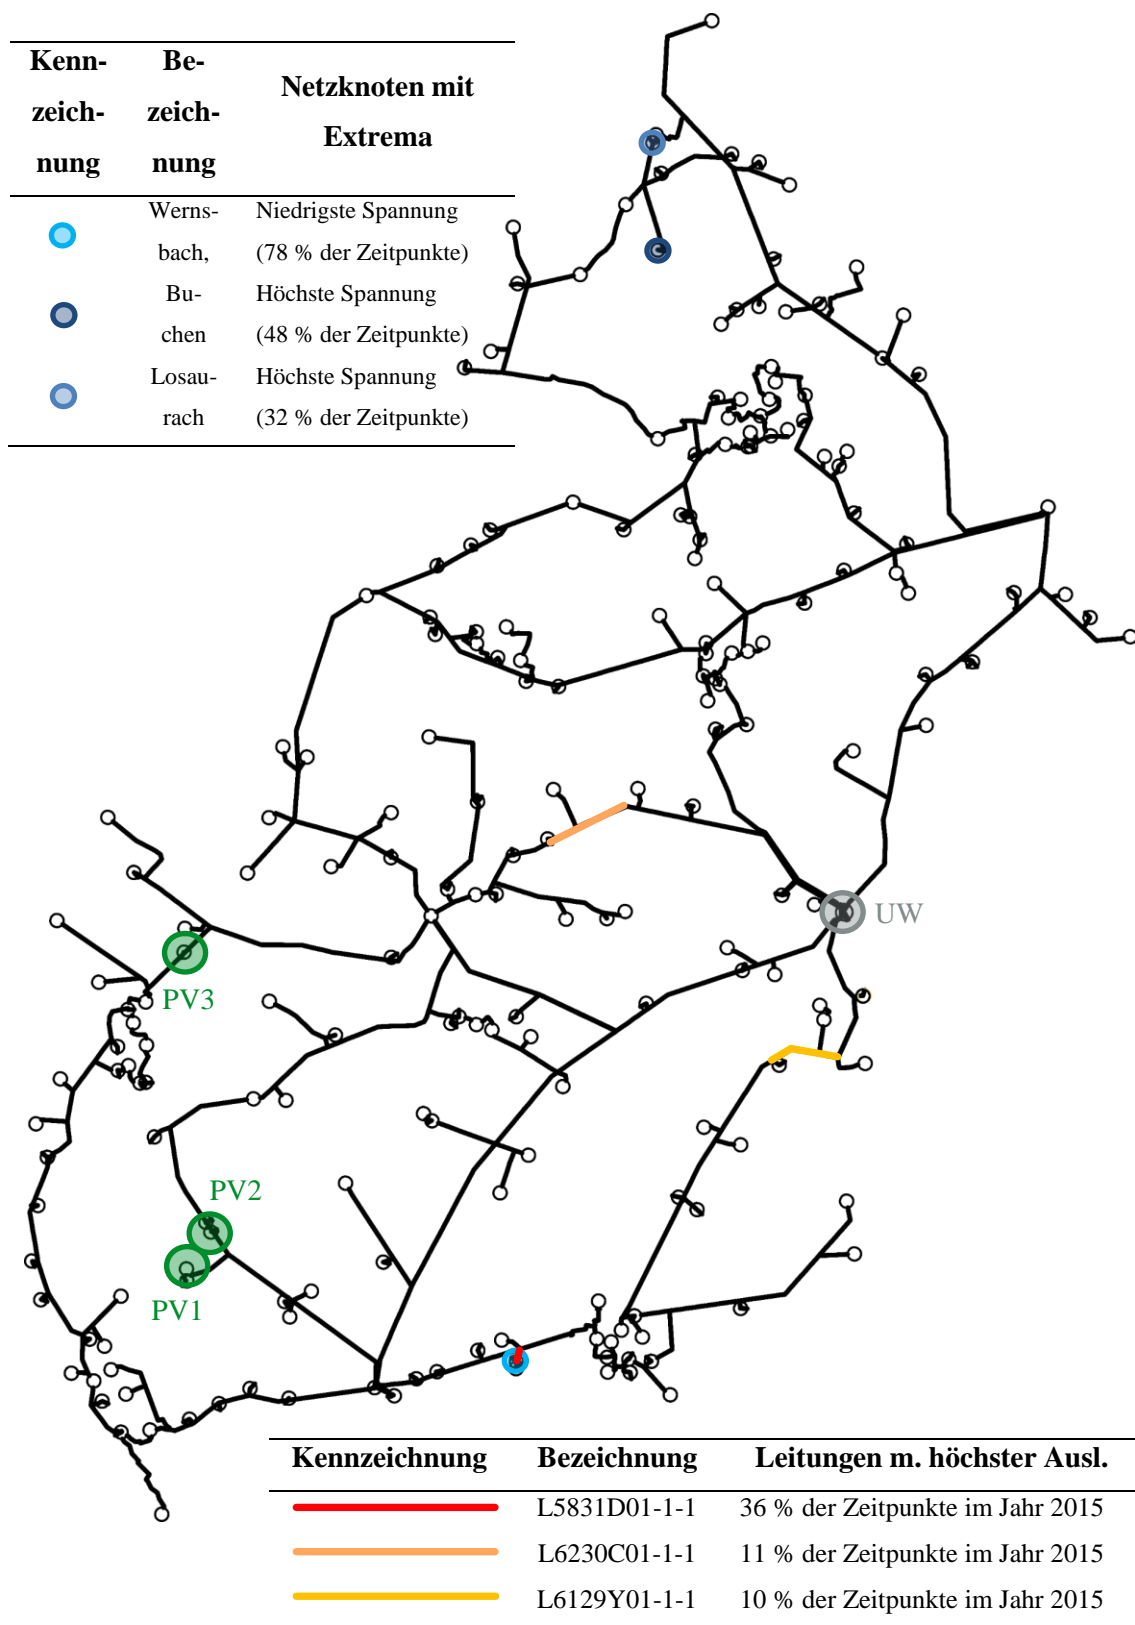 Kenn-
zeich-
nung
Be-
zeich-
nung
Netzknoten mit
Extrema
Werns-
bach,
Niedrigste Spannung
(78 % der Zeitpunkte)
Bu-
chen
Höchste Spannung
(48 % der Zeitpunkte)
Losau-
rach
Höchste Spannung
(32 % der Zeitpunkte)
UW
PV3
PV2
PV1
Kennzeichnung Bezeichnung Leitungen m. höchster Ausl.
L5831D01-1-1 36 % der Zeitpunkte im Jahr 2015
L6230C01-1-1 11 % der Zeitpunkte im Jahr 2015
L6129Y01-1-1 10 % der Zeitpunkte im Jahr 2015